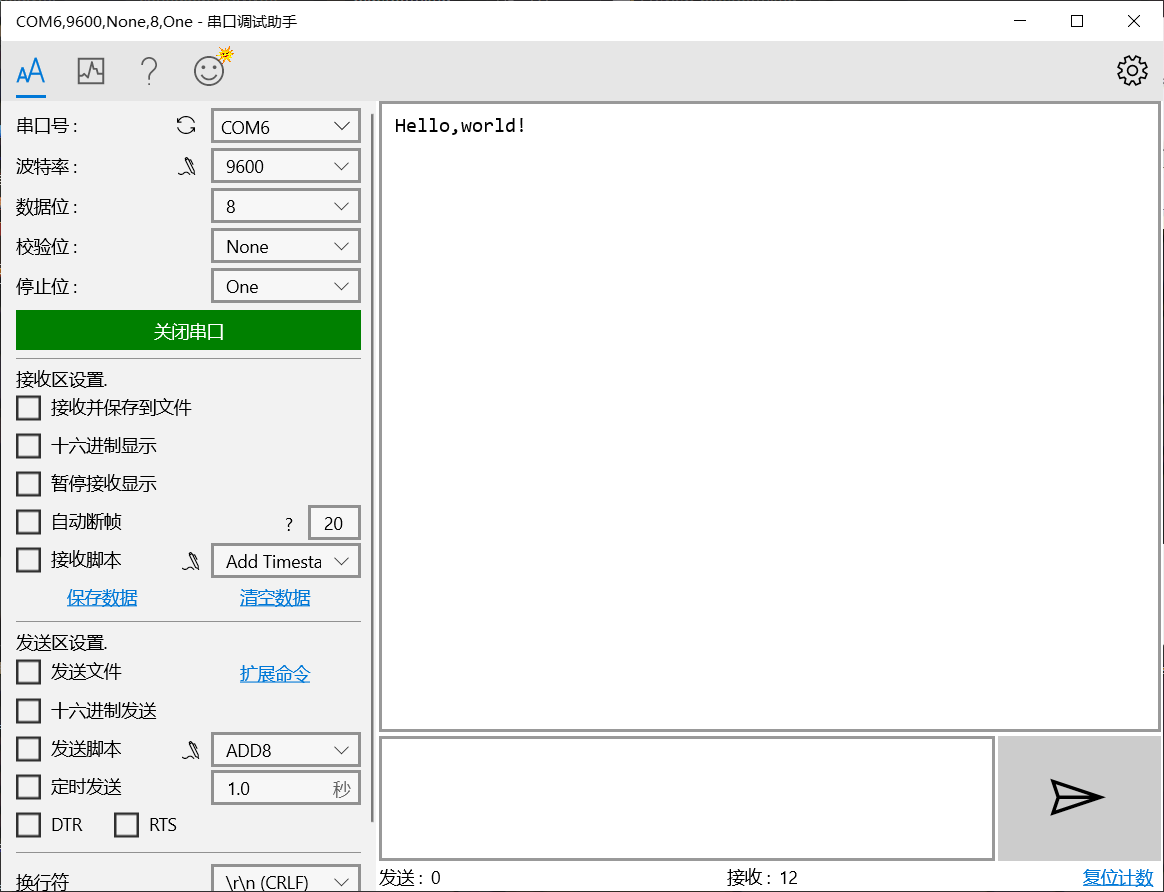 COM6,9600,None,8,One - 串口调试助手
串口号 :
COM6
波特率 :
9600
数据位 :
8
校验位 :
None
停止位 :
One
关闭串口
接收区设置.
接收并保存到文件
十六进制显示
暂停接收显示
自动断帧 ? 20
接收脚本
Add Timesta
保存数据 清空数据
发送区设置.
发送文件 扩展命令
十六进制发送
发送脚本
ADD8
定时发送
1.0 秒
DTR RTS
换行符
\r\n (CRLF)
Hello,world!
发送 : 0 接收 : 12 复位计数